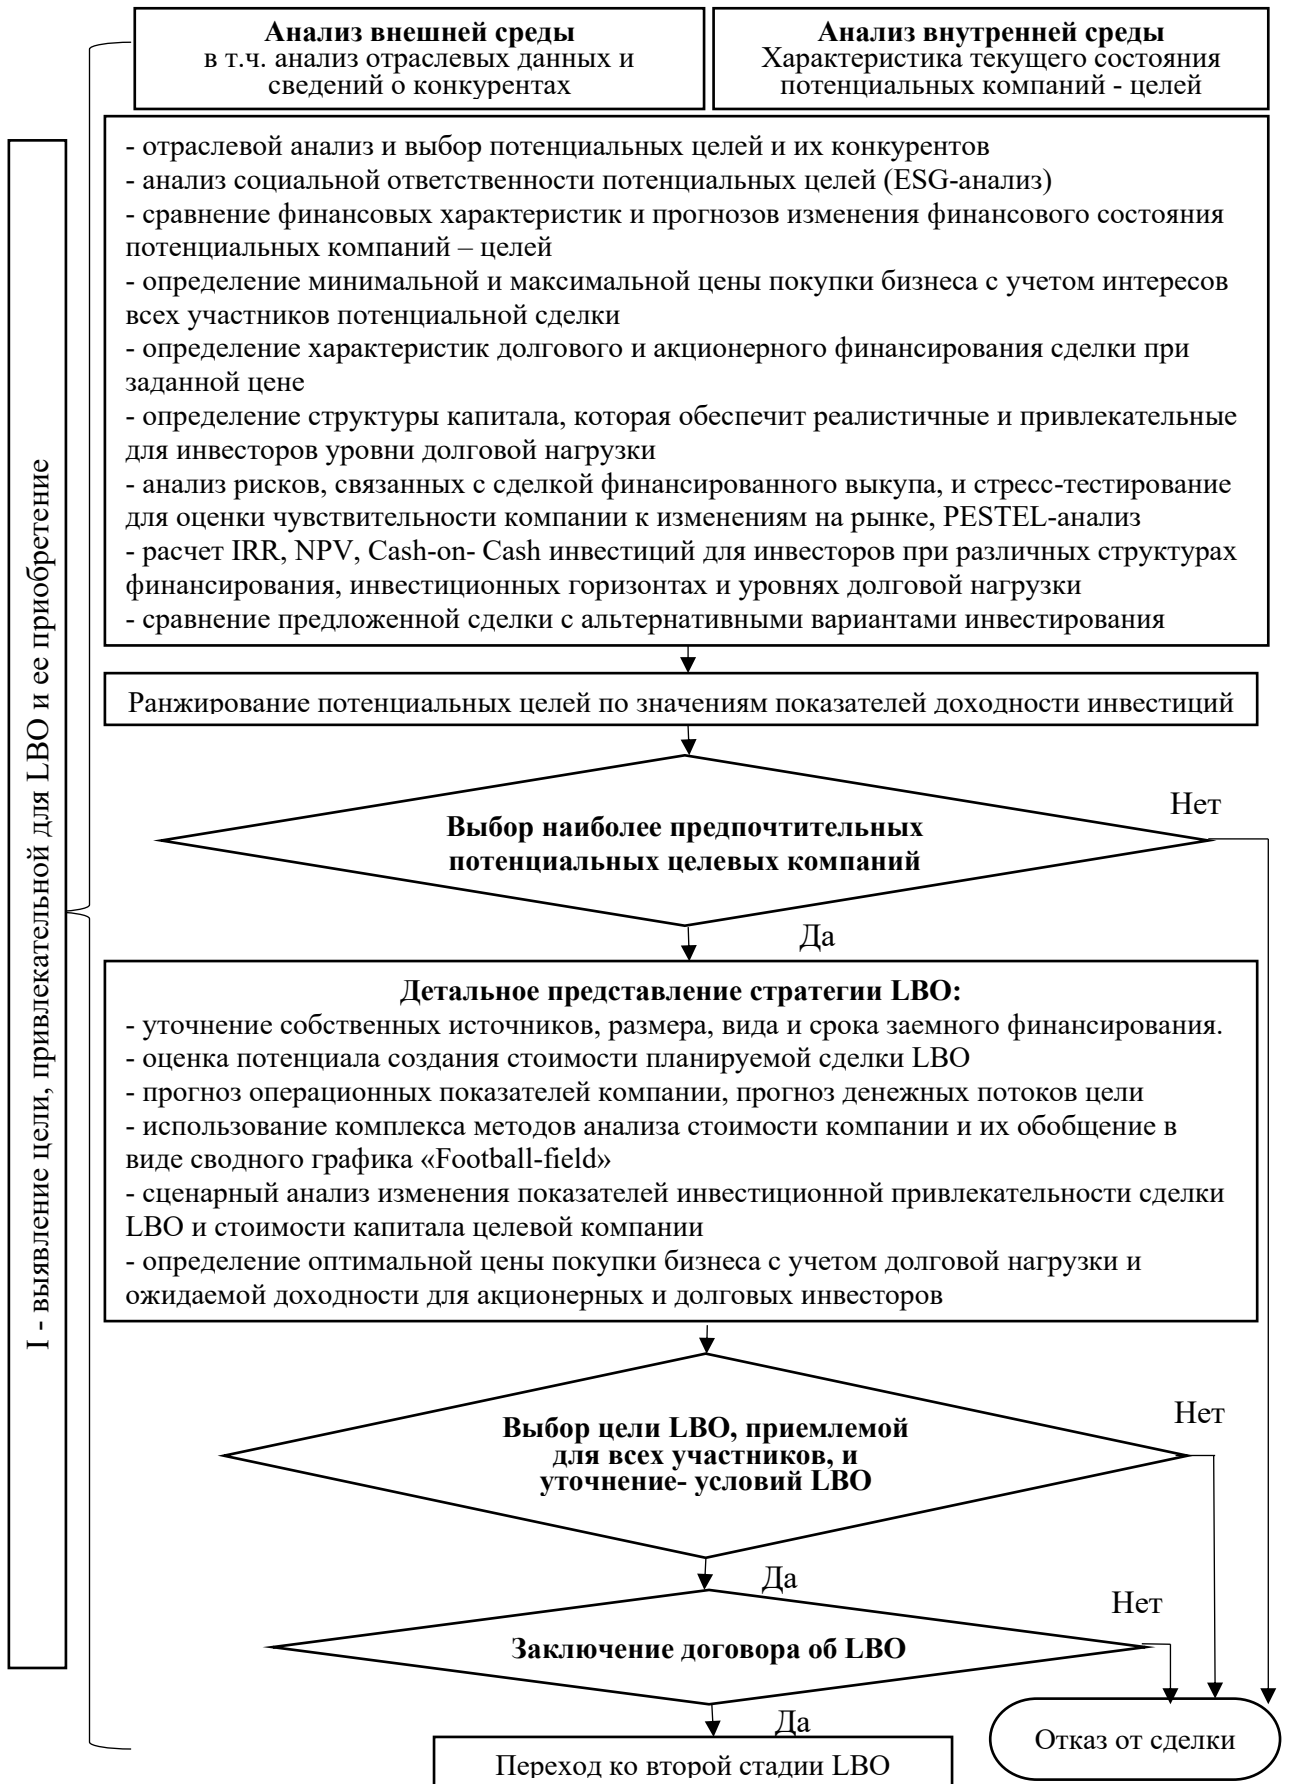 Анализ внешней среды
в т.ч. анализ отраслевых данных и
сведений о конкурентах
Анализ внутренней среды
Характеристика текущего состояния
потенциальных компаний - целей
I - выявление цели, привлекательной для LBO и ее приобретение
- отраслевой анализ и выбор потенциальных целей и их конкурентов
- анализ социальной ответственности потенциальных целей (ESG-анализ)
- сравнение финансовых характеристик и прогнозов изменения финансового состояния
потенциальных компаний – целей
- определение минимальной и максимальной цены покупки бизнеса с учетом интересов
всех участников потенциальной сделки
- определение характеристик долгового и акционерного финансирования сделки при
заданной цене
- определение структуры капитала, которая обеспечит реалистичные и привлекательные
для инвесторов уровни долговой нагрузки
- анализ рисков, связанных с сделкой финансированного выкупа, и стресс-тестирование
для оценки чувствительности компании к изменениям на рынке, PESTEL-анализ
- расчет IRR, NPV, Cash-on- Cash инвестиций для инвесторов при различных структурах
финансирования, инвестиционных горизонтах и уровнях долговой нагрузки
- сравнение предложенной сделки с альтернативными вариантами инвестирования
Ранжирование потенциальных целей по значениям показателей доходности инвестиций
Нет
Выбор наиболее предпочтительных
потенциальных целевых компаний
Да
Детальное представление стратегии LBO:
- уточнение собственных источников, размера, вида и срока заемного финансирования.
- оценка потенциала создания стоимости планируемой сделки LBO
- прогноз операционных показателей компании, прогноз денежных потоков цели
- использование комплекса методов анализа стоимости компании и их обобщение в
виде сводного графика «Football-field»
- сценарный анализ изменения показателей инвестиционной привлекательности сделки
LBO и стоимости капитала целевой компании
- определение оптимальной цены покупки бизнеса с учетом долговой нагрузки и
ожидаемой доходности для акционерных и долговых инвесторов
Нет
Выбор цели LBO, приемлемой
для всех участников, и
уточнение- условий LBO
Да
Нет
Заключение договора об LBO
Да
Отказ от сделки
Переход ко второй стадии LBO